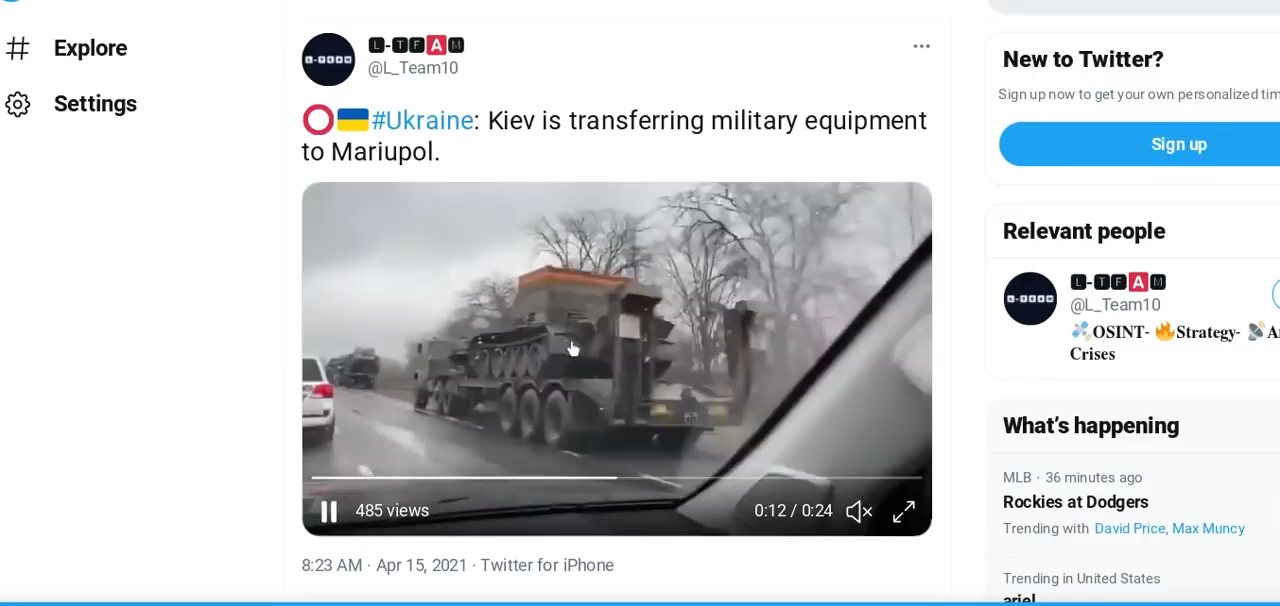 Explore
Settings
L-TEAM
@L_Team10
#Ukraine: Kiev is transferring military equipment
to Mariupol.
485 views
0:12 / 0:24
8:23 AM · Apr 15, 2021 · Twitter for iPhone
New to Twitter?
Sign up now to get your own personalized
Sign up
Relevant people
L-TEAM
@L_Team10
OSINT- Strategy-
Crises
What's happening
MLB · 36 minutes ago
Rockies at Dodgers
Trending with David Price, Max Muncy
Trending in United States
ariel